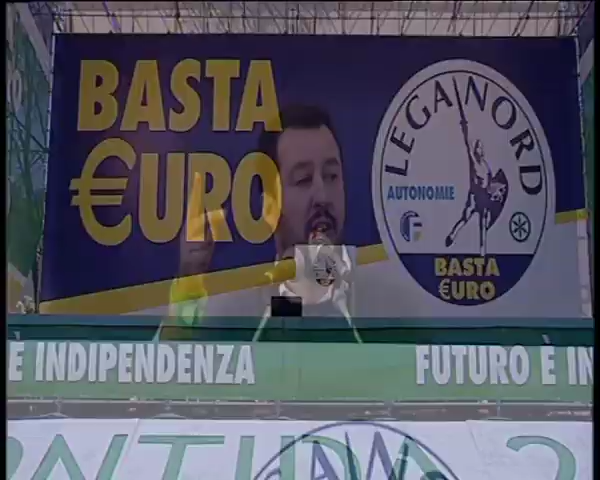 BASTA
€URO
LEGA NORD
AUTONOMIE
BASTA
€URO
È INDIPENDENZA
FUTURO È IN